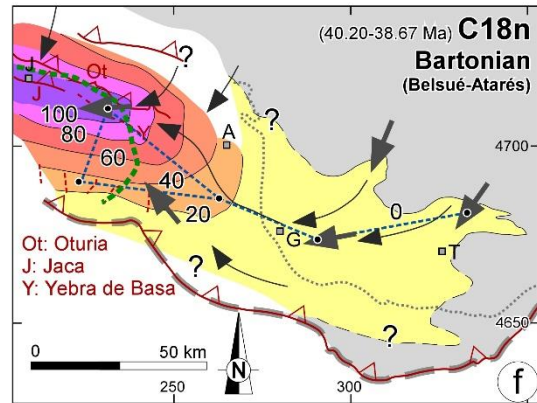 (40.20-38.67 Ma) C18n
Bartonian
(Belsué-Atarés)
?
J
Ot
J
100
80
60
40
20
0
Y
A
?
G
T
?
?
Ot: Oturia
J: Jaca
Y: Yebra de Basa
0 50 km
N
4700
4650
250 300
f